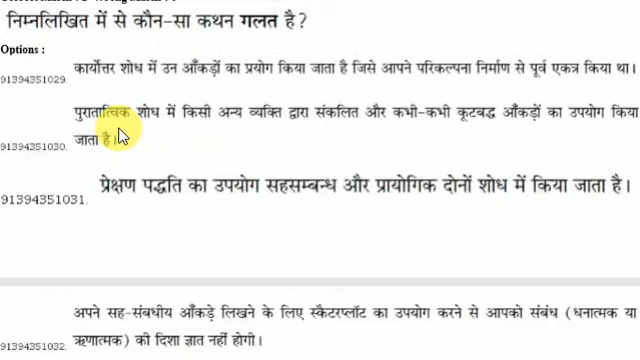 निम्नलिखित में से कौन-सा कथन गलत है?
Options :
91394351029. कार्योत्तर शोध में उन आँकड़ों का प्रयोग किया जाता है जिसे आपने परिकल्पना निर्माण से पूर्व एकत्र किया था।
पुरातात्विक शोध में किसी अन्य व्यक्ति द्वारा संकलित और कभी-कभी कूटबद्ध आँकड़ों का उपयोग किया
91394351030. जाता है।
91394351031. प्रेक्षण पद्धति का उपयोग सहसम्बन्ध और प्रायोगिक दोनों शोध में किया जाता है।
अपने सह-संबंधीय आँकड़े लिखने के लिए स्कैटरप्लॉट का उपयोग करने से आपको संबंध (धनात्मक या
91394351032. ऋणात्मक) की दिशा ज्ञात नहीं होगी।